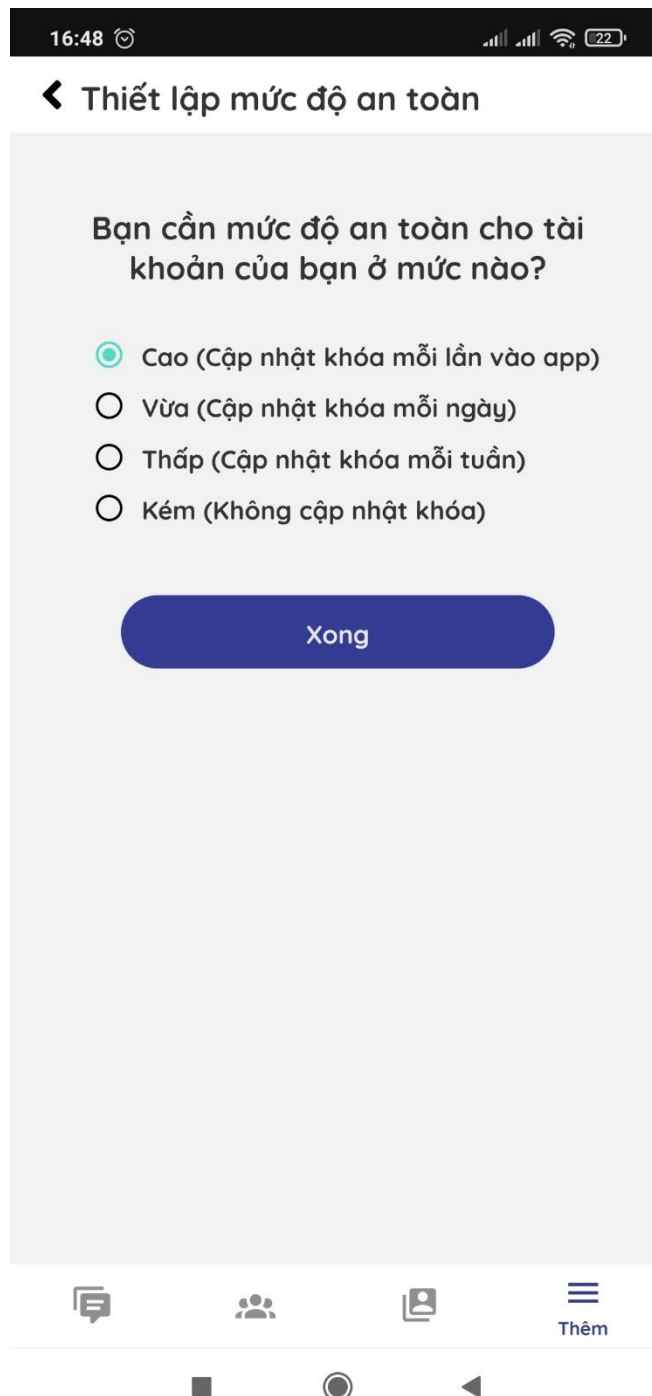 16:48
22
Thiết lập mức độ an toàn
Bạn cần mức độ an toàn cho tài
khoản của bạn ở mức nào?
Cao (Cập nhật khóa mỗi lần vào app)
Vừa (Cập nhật khóa mỗi ngày)
Thấp (Cập nhật khóa mỗi tuần)
Kém (Không cập nhật khóa)
Xong
Thêm